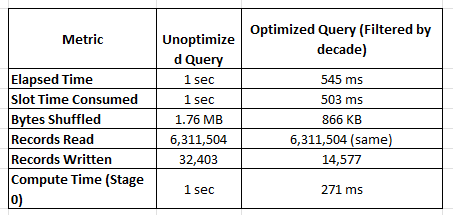 Metric Unoptimize Optimized Query (Filtered by
d Query decade)
Elapsed Time 1 sec 545 ms
Slot Time Consumed 1 sec 503 ms
Bytes Shuffled 1.76 MB 866 KB
Records Read 6,311,504 6,311,504 (same)
Records Written 32,403 14,577
Compute Time (Stage
0) 1 sec 271 ms